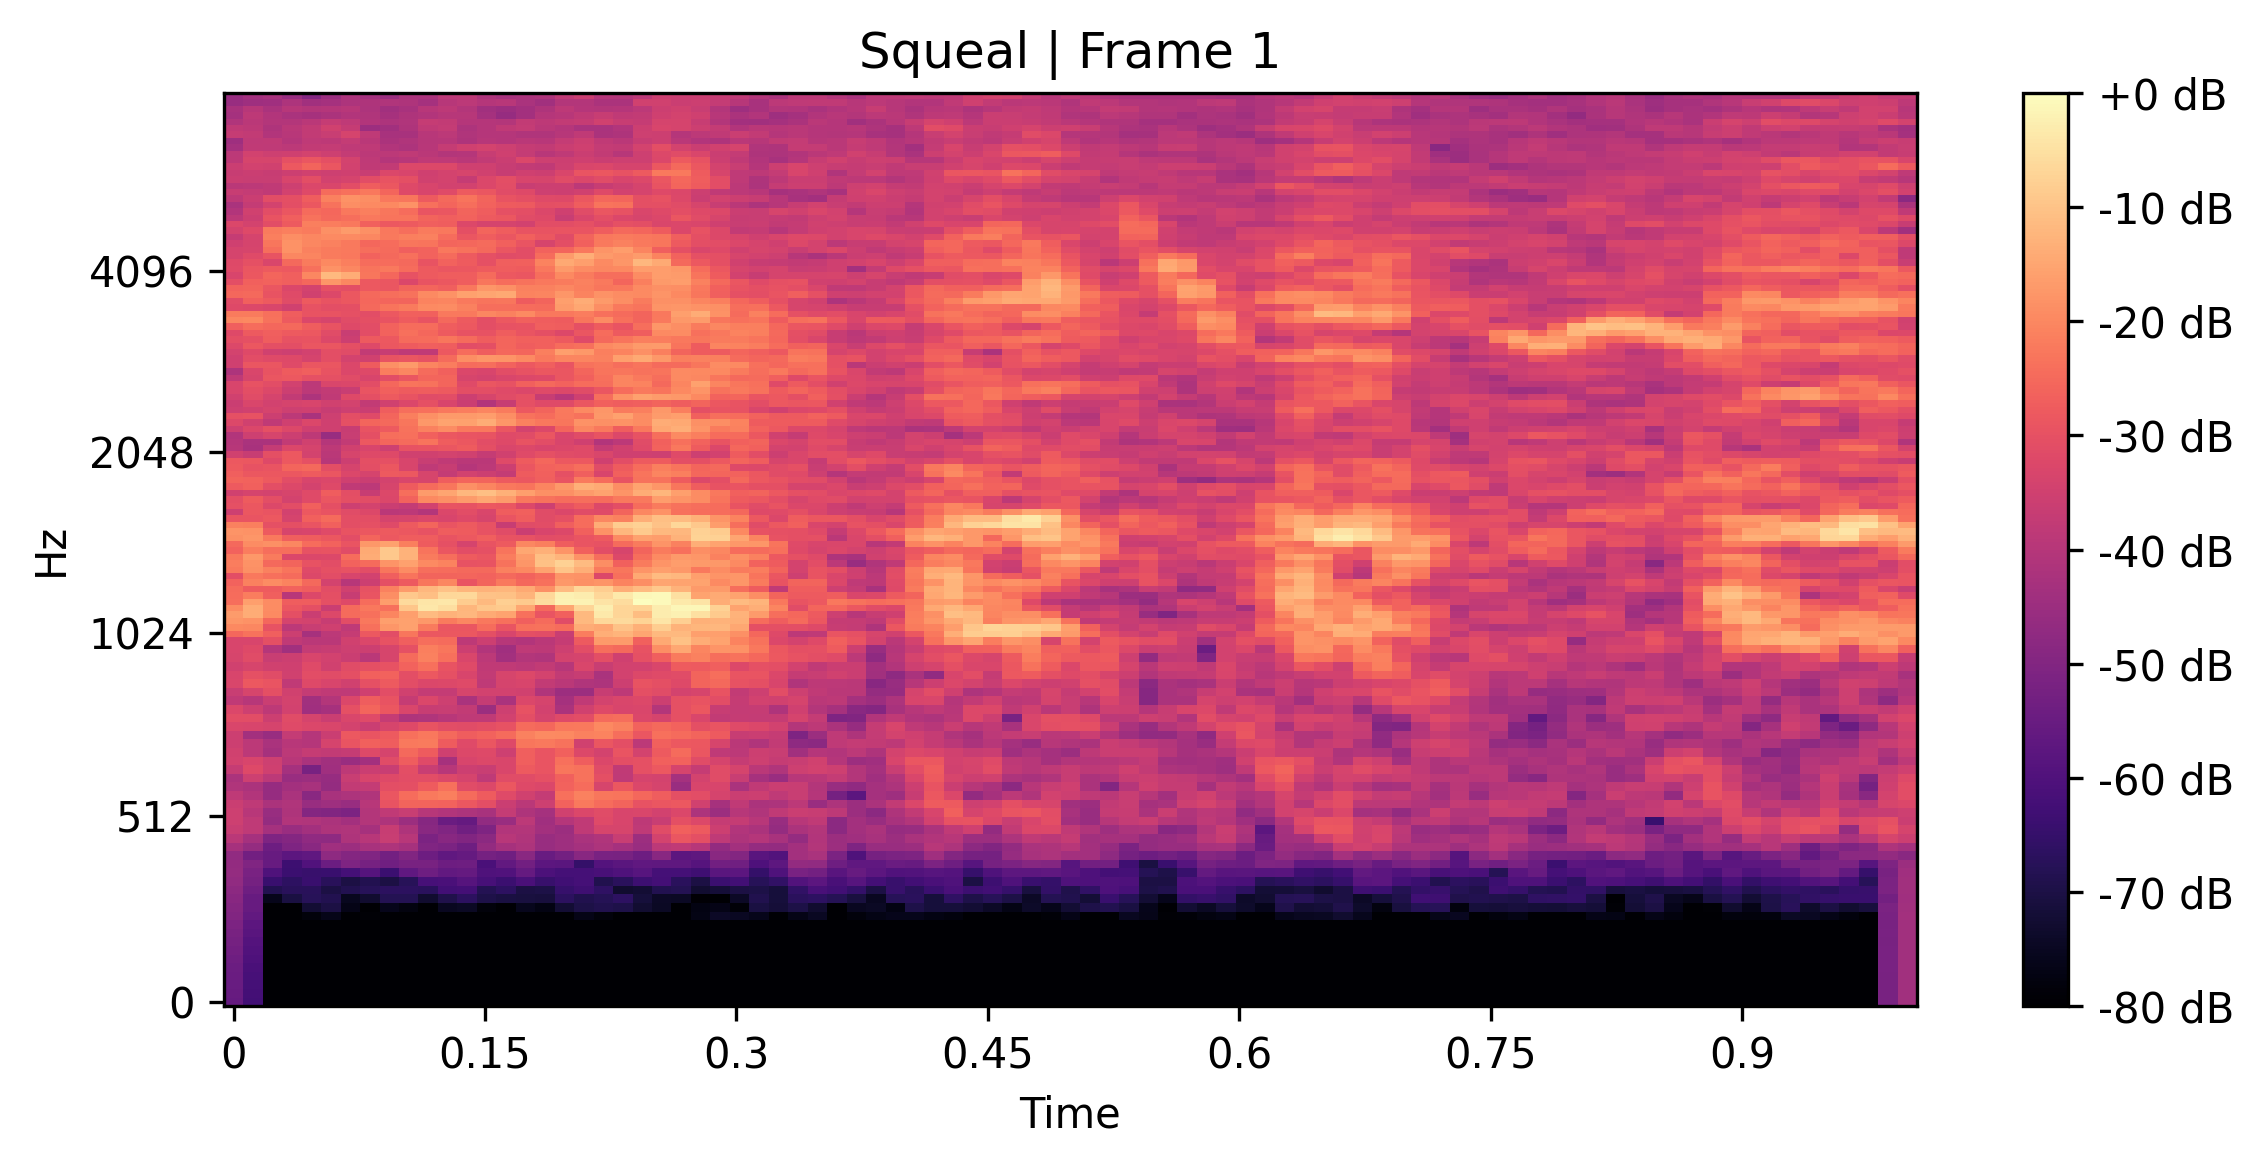 Squeal | Frame 1
Hz
4096
2048
1024
512
0
0 0.15 0.3 0.45 0.6 0.75 0.9
Time
+0 dB
-10 dB
-20 dB
-30 dB
-40 dB
-50 dB
-60 dB
-70 dB
-80 dB